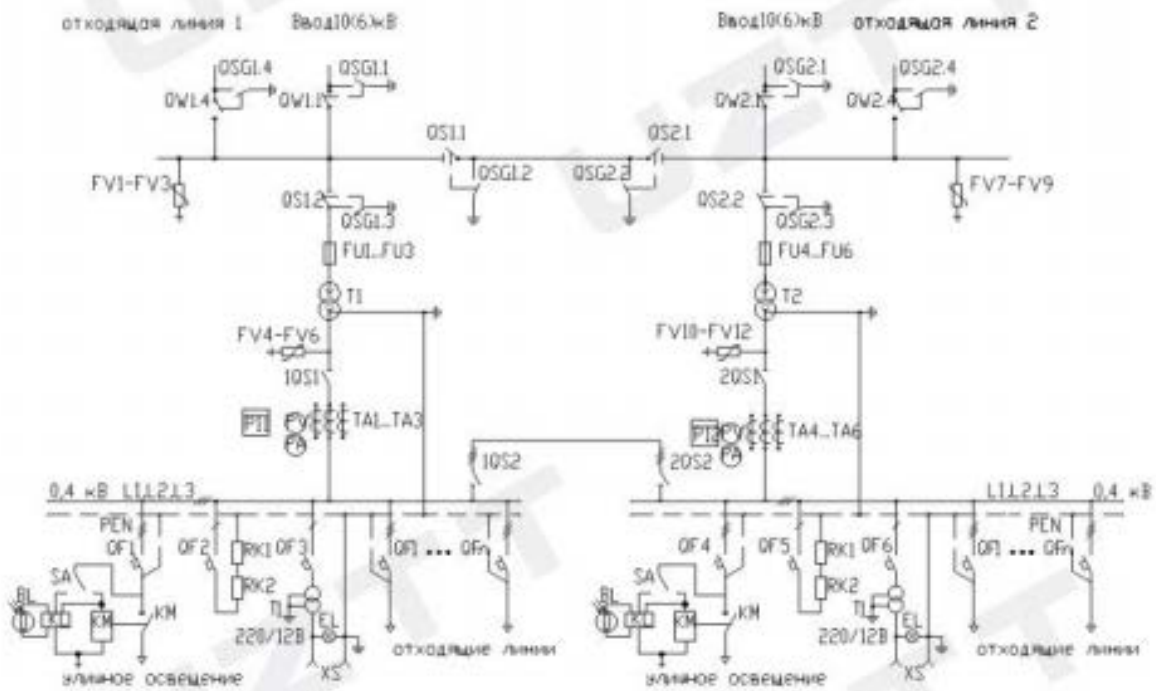 отходящая линия 1 Ввод10(6)кВ Ввод10(6)кВ отходящая линия 2
QSG1.4 QSG1.1 QSG2.1 QSG2.4
QW1.4 QW1.1 QW2.1 QW2.4
QS1.1 QS2.1
FV1-FV3 QSG1.2 QSG2.2 FV7-FV9
QS1.2 QS2.2
QSG1.3 QSG2.3
FU1...FU3 FU4...FU6
T1 T2
FV4-FV6 FV10-FV12
1QS1 2QS1
PI1 PV TA1...TA3 PI2 PV TA4...TA6
PA PA
1QS2 2QS2
0,4 кВ L1,L2,L3 L1,L2,L3 0,4 кВ
PEN PEN
QF1 QF2 RK1 QF3 QF1 ... QFn QF4 QF5 RK1 QF6 QF1 ... QFn
SA RK2 SA RK2
BL KM KM TI EL BL KM KM TI EL
220/12В отходящие линии 220/12В отходящие линии
уличное освещение XS уличное освещение XS
UZTT